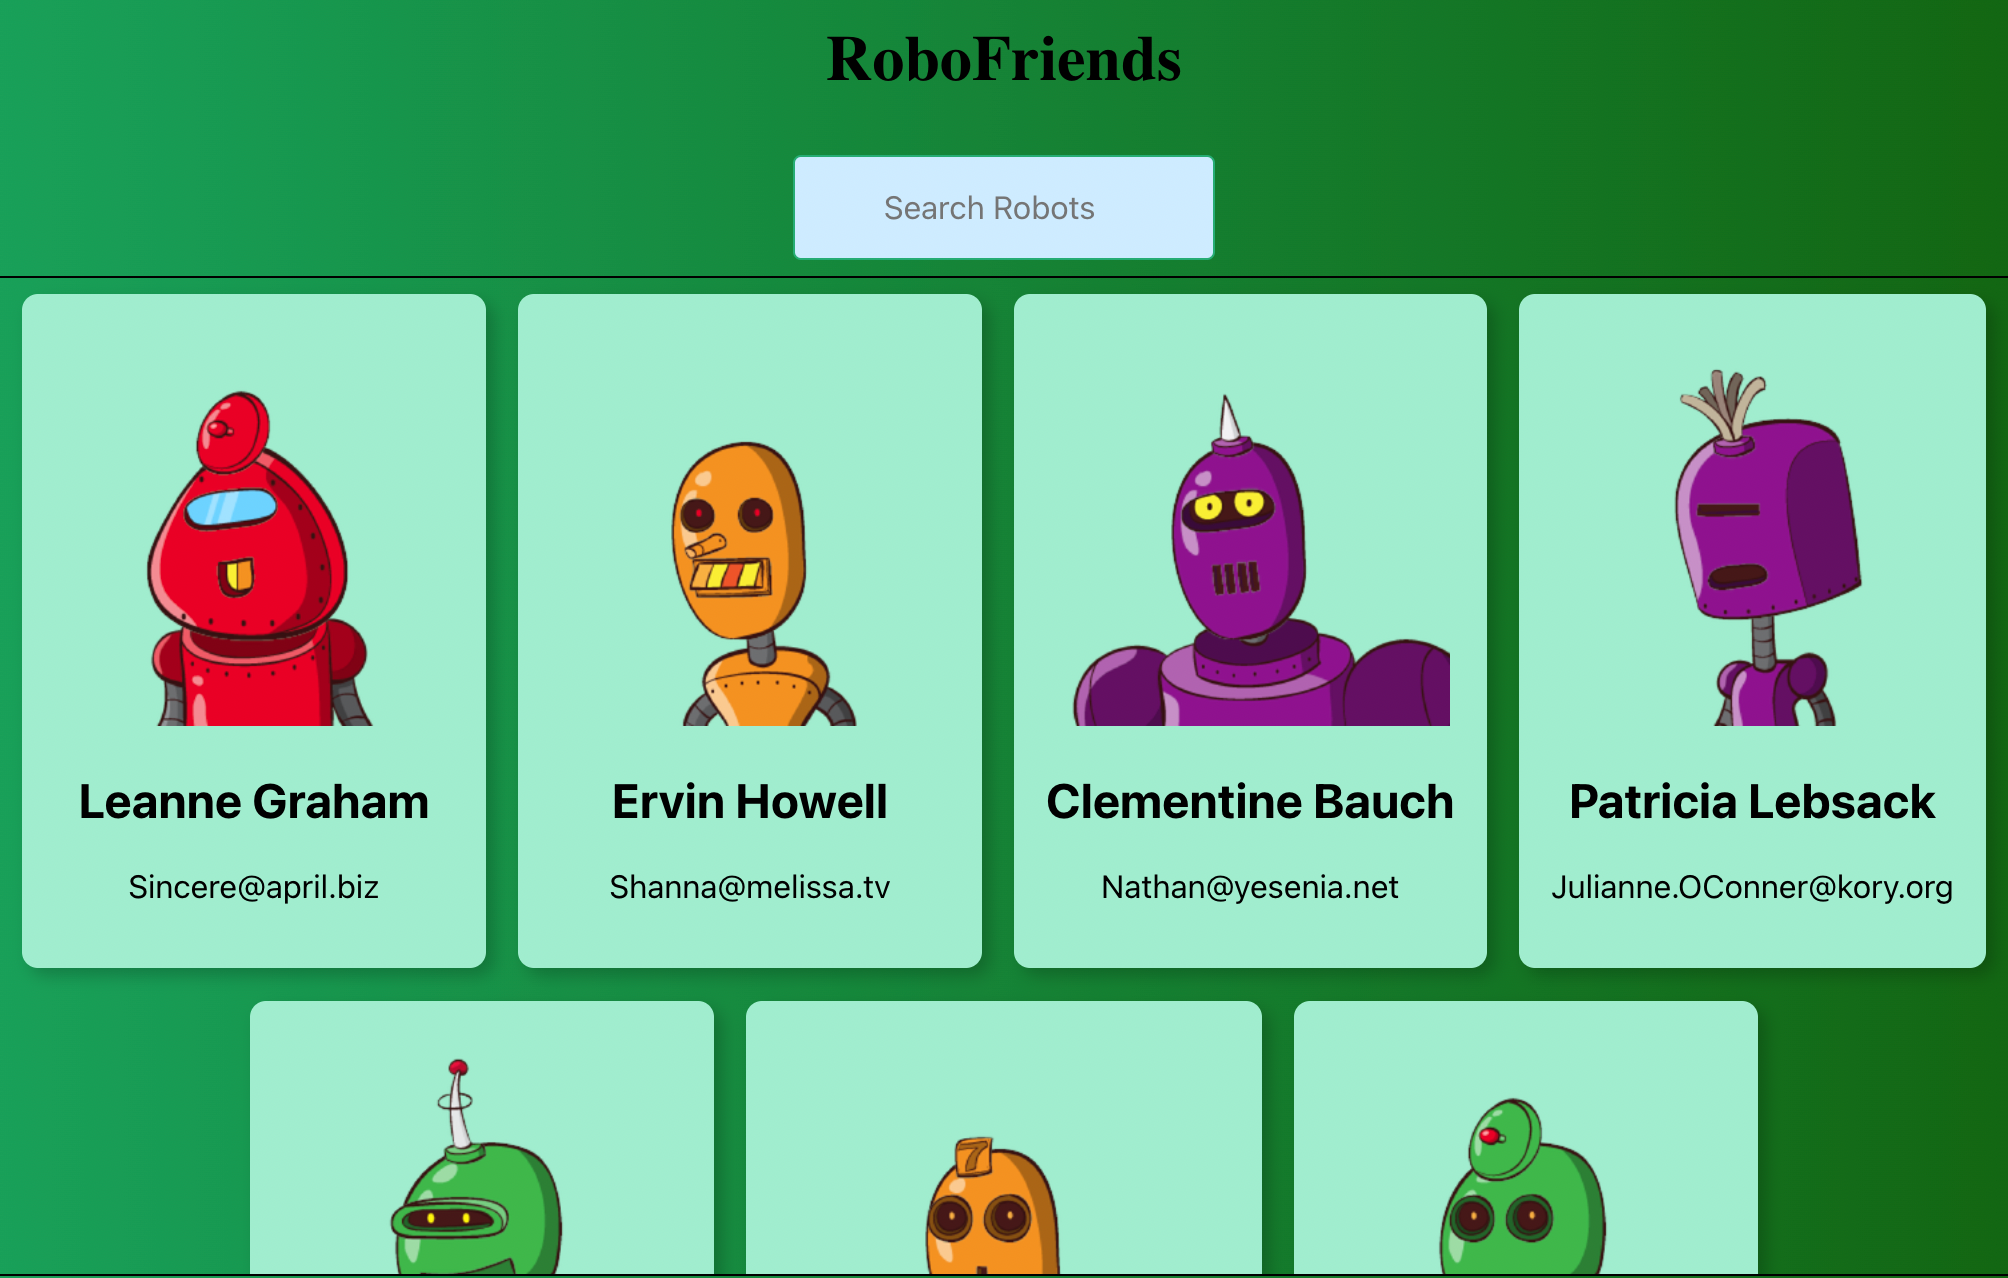 RoboFriends
Search Robots
Leanne Graham
Ervin Howell
Clementine Bauch
Patricia Lebsack
Sincere@april.biz
Shanna@melissa.tv
Nathan@yesenia.net
Julianne.OConner@kory.org
7